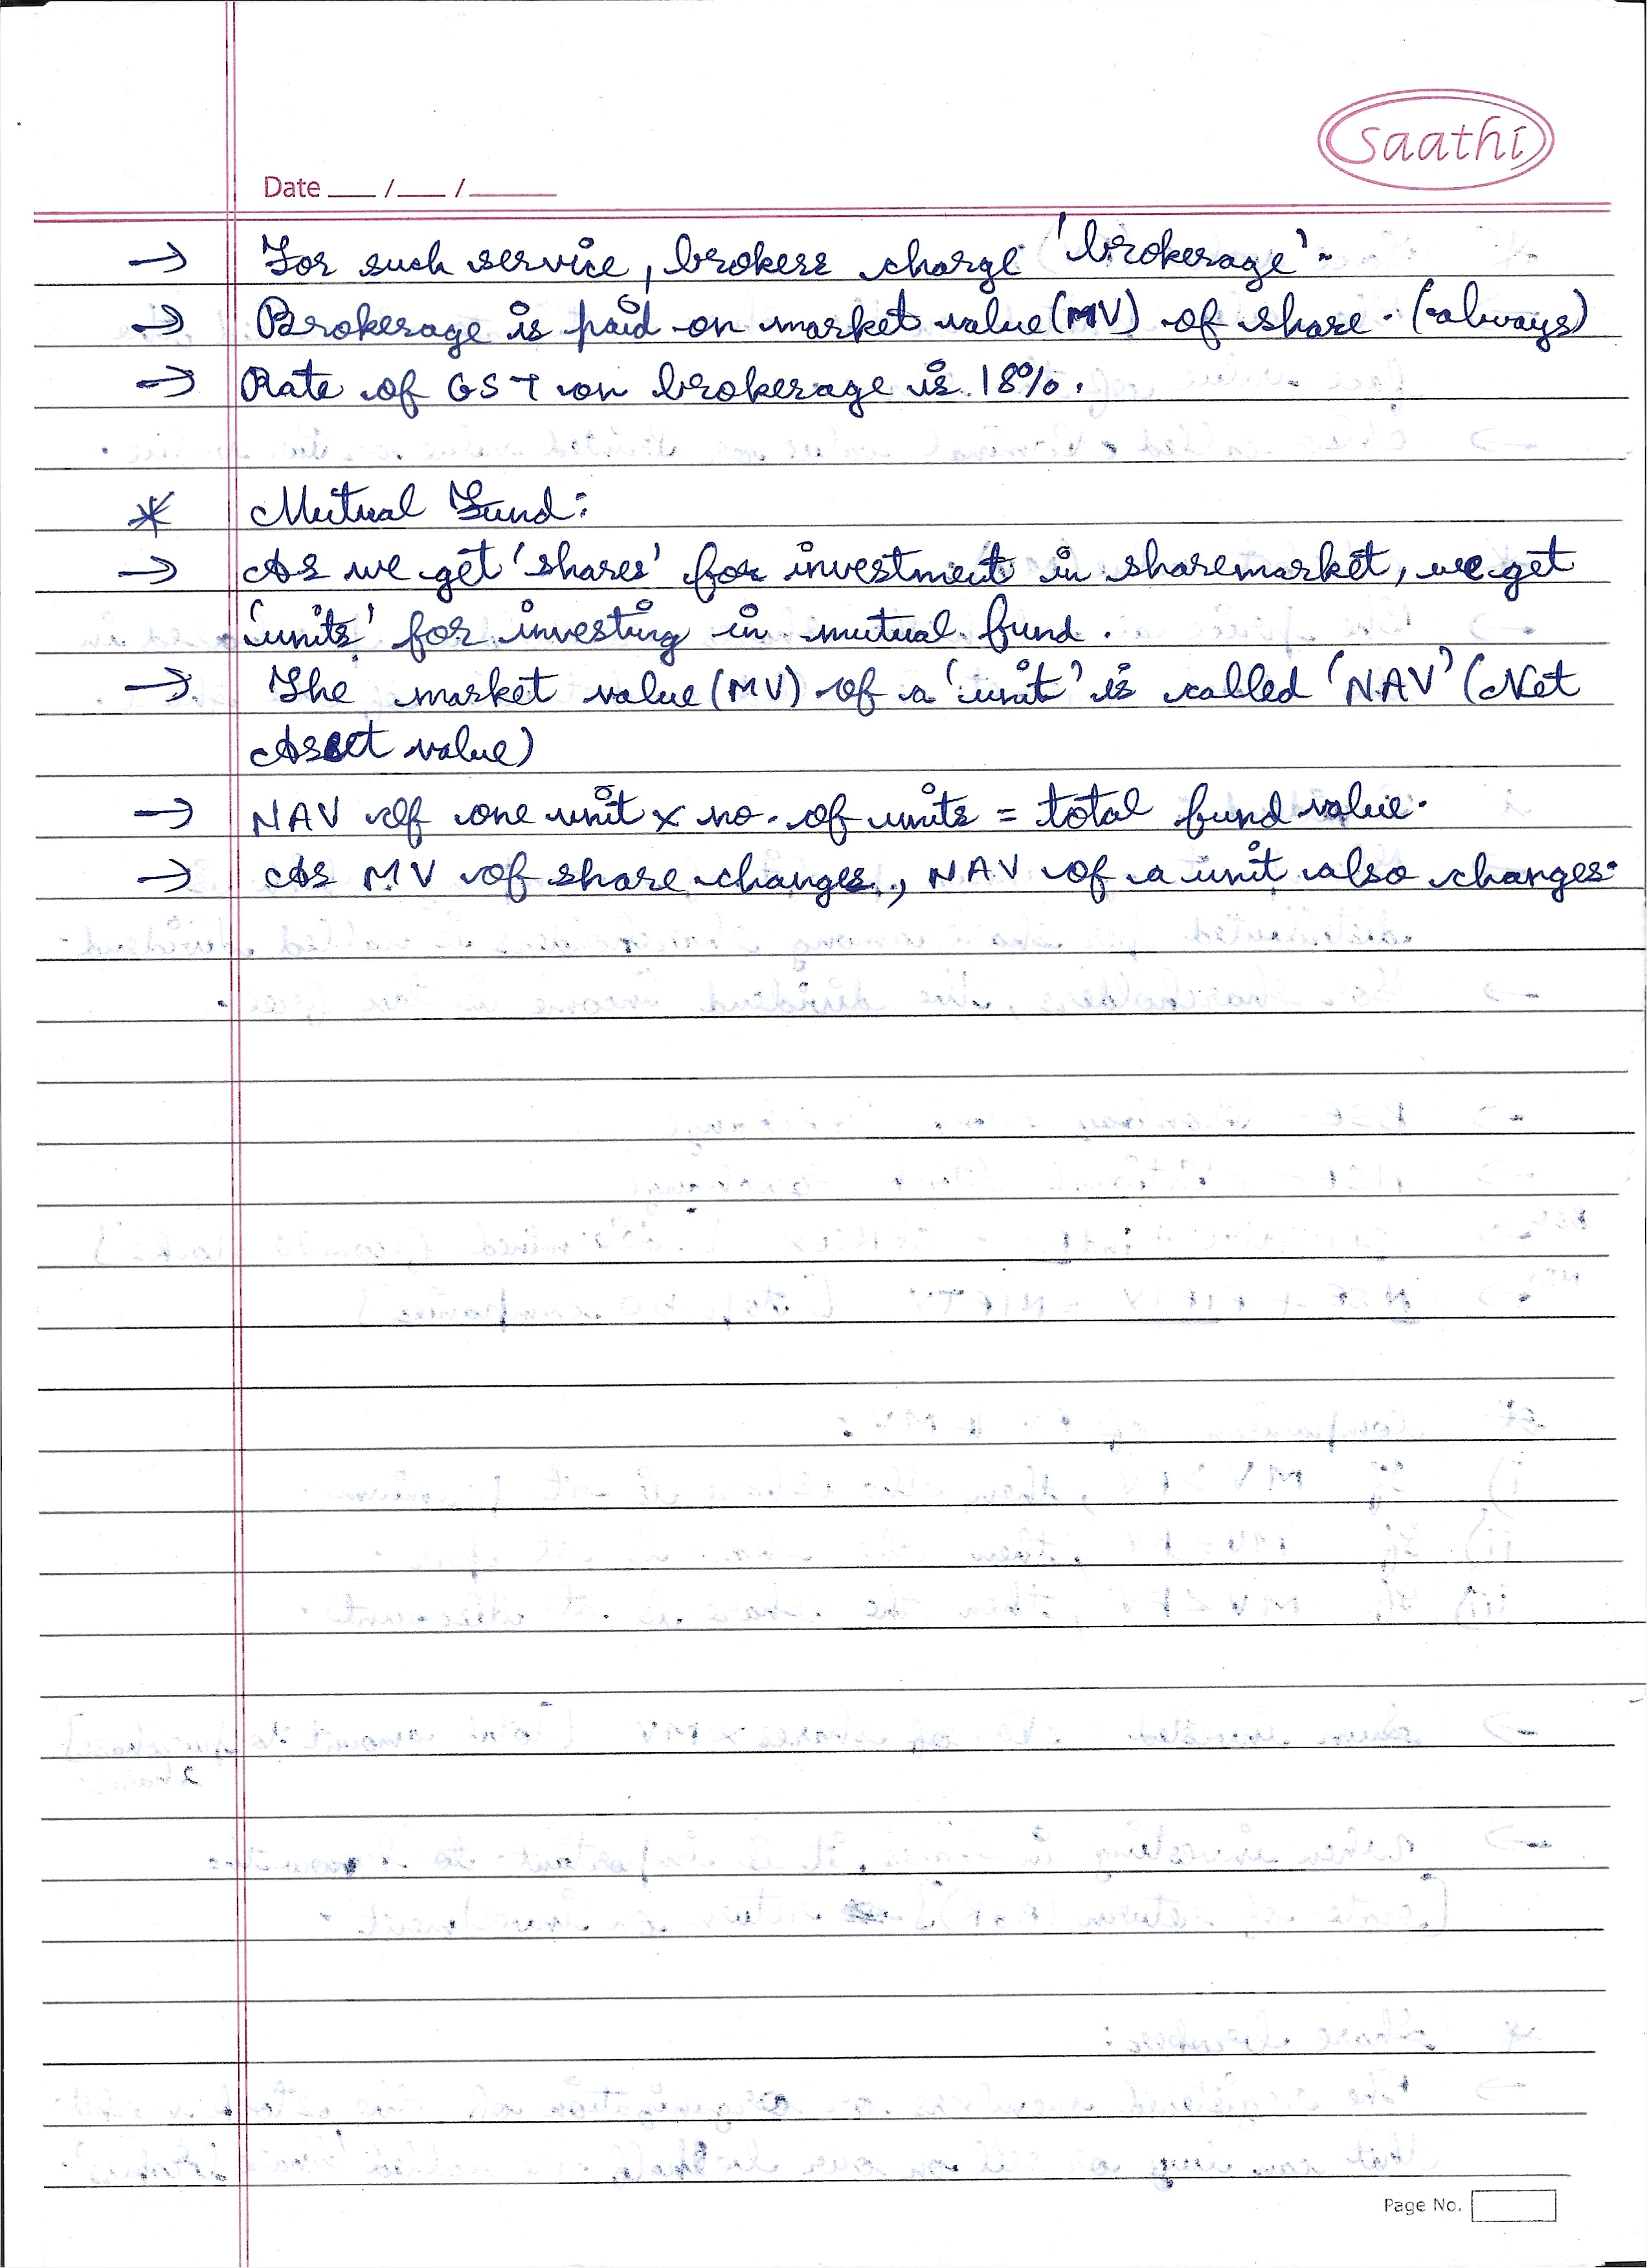 saathi
Date ___ /___ /______
→ For such service, brokers charge 'brokerage'.
→ Brokerage is paid on market value (MV) of share. (always)
→ Rate of GST on brokerage is 18%.
* Mutual Fund:
→ As we get 'shares' for investment in sharemarket, we get
'units' for investing in mutual fund.
→ The market value (MV) of a 'unit' is called 'NAV' (Net
Asset value)
→ NAV of one unit x no. of units = total fund value.
→ As MV of share changes, NAV of a unit also changes.
Page No.